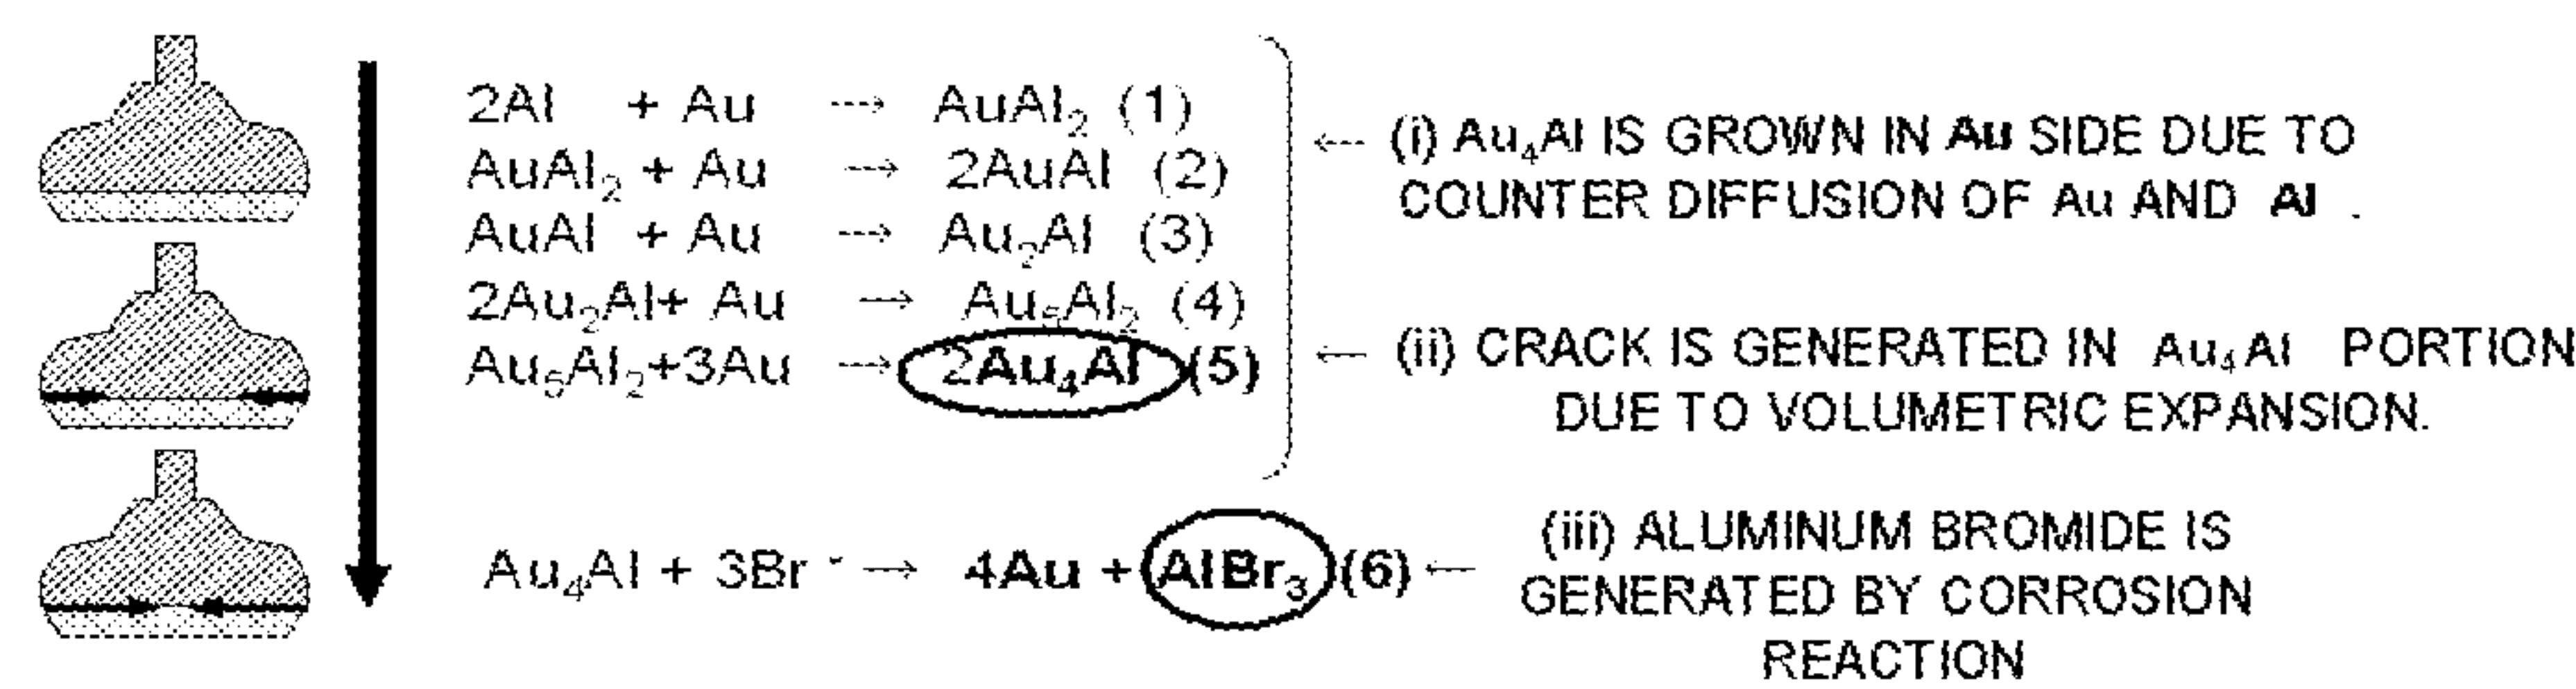 2Al + Au → AuAl₂ (1)
AuAl₂ + Au → 2AuAl (2)
AuAl + Au → Au₂Al (3)
2Au₂Al+ Au → Au₅Al₂ (4)
Au₅Al₂+3Au → 2Au₄Al (5)
Au₄Al + 3Br⁻ → 4Au + AlBr₃ (6)
← (i) Au₄Al IS GROWN IN Au SIDE DUE TO
COUNTER DIFFUSION OF Au AND Al .
← (ii) CRACK IS GENERATED IN Au₄Al PORTION
DUE TO VOLUMETRIC EXPANSION.
← (iii) ALUMINUM BROMIDE IS
GENERATED BY CORROSION
REACTION